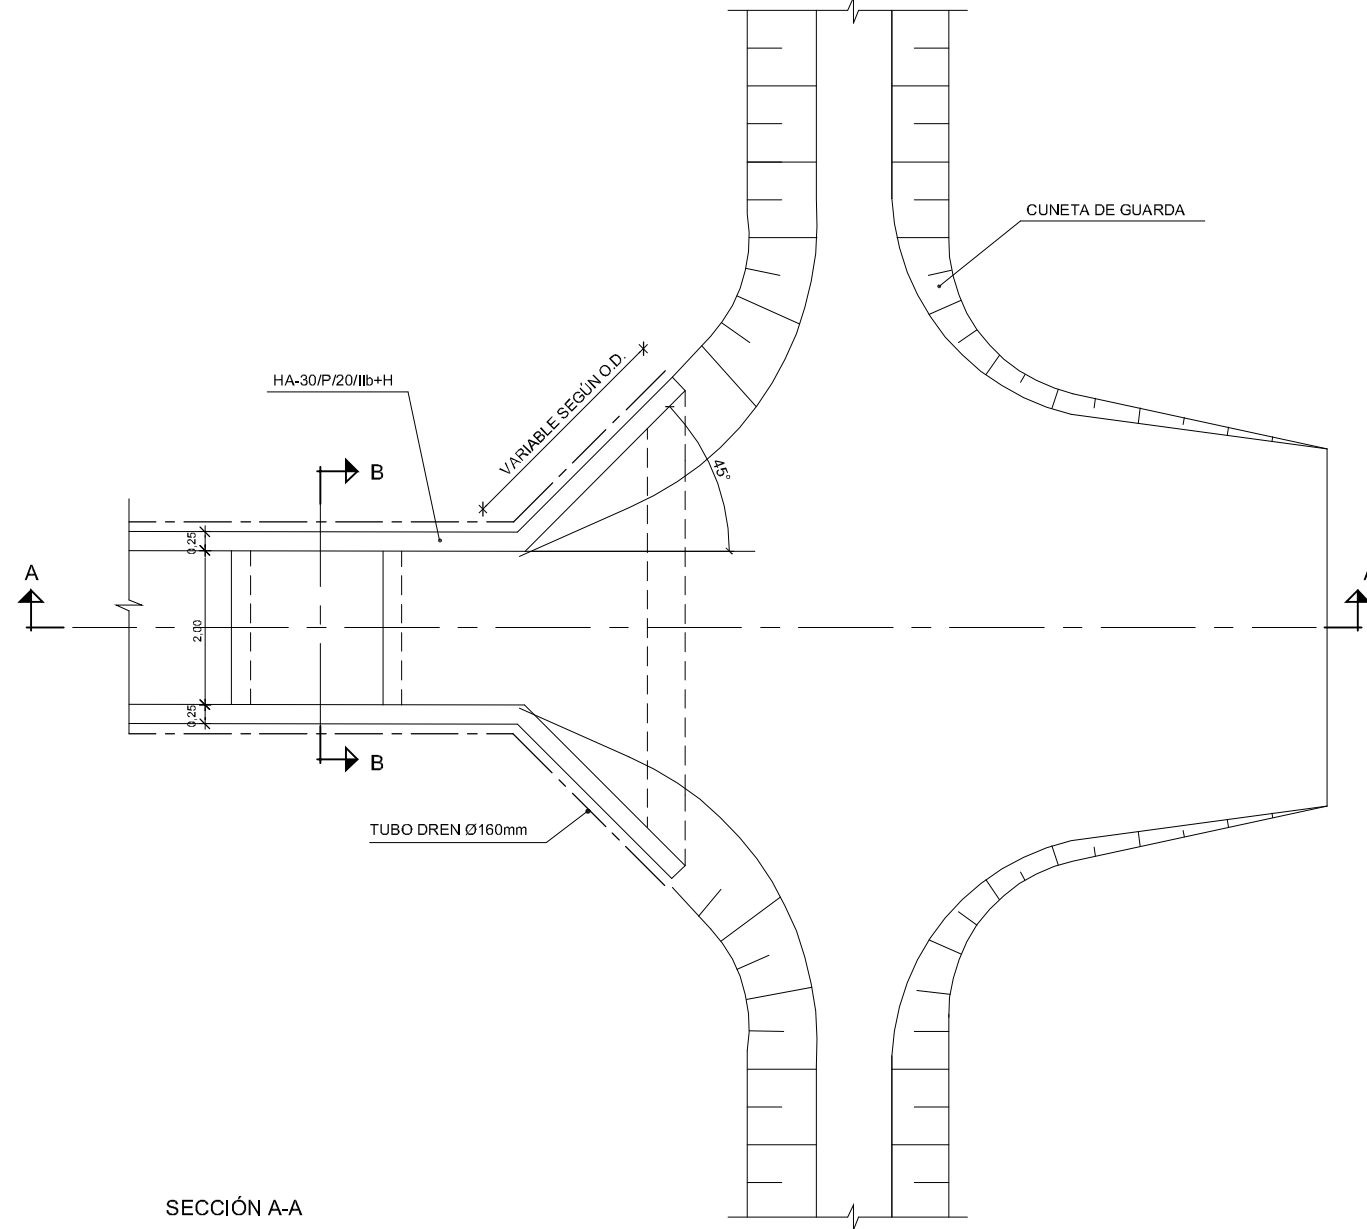 CUNETA DE GUARDA
HA-30/P/20/IIb+H
VARIABLE SEGÚN O.D.
45°
B
0,25
A
A
2,00
0,25
B
TUBO DREN Ø160mm
SECCIÓN A-A